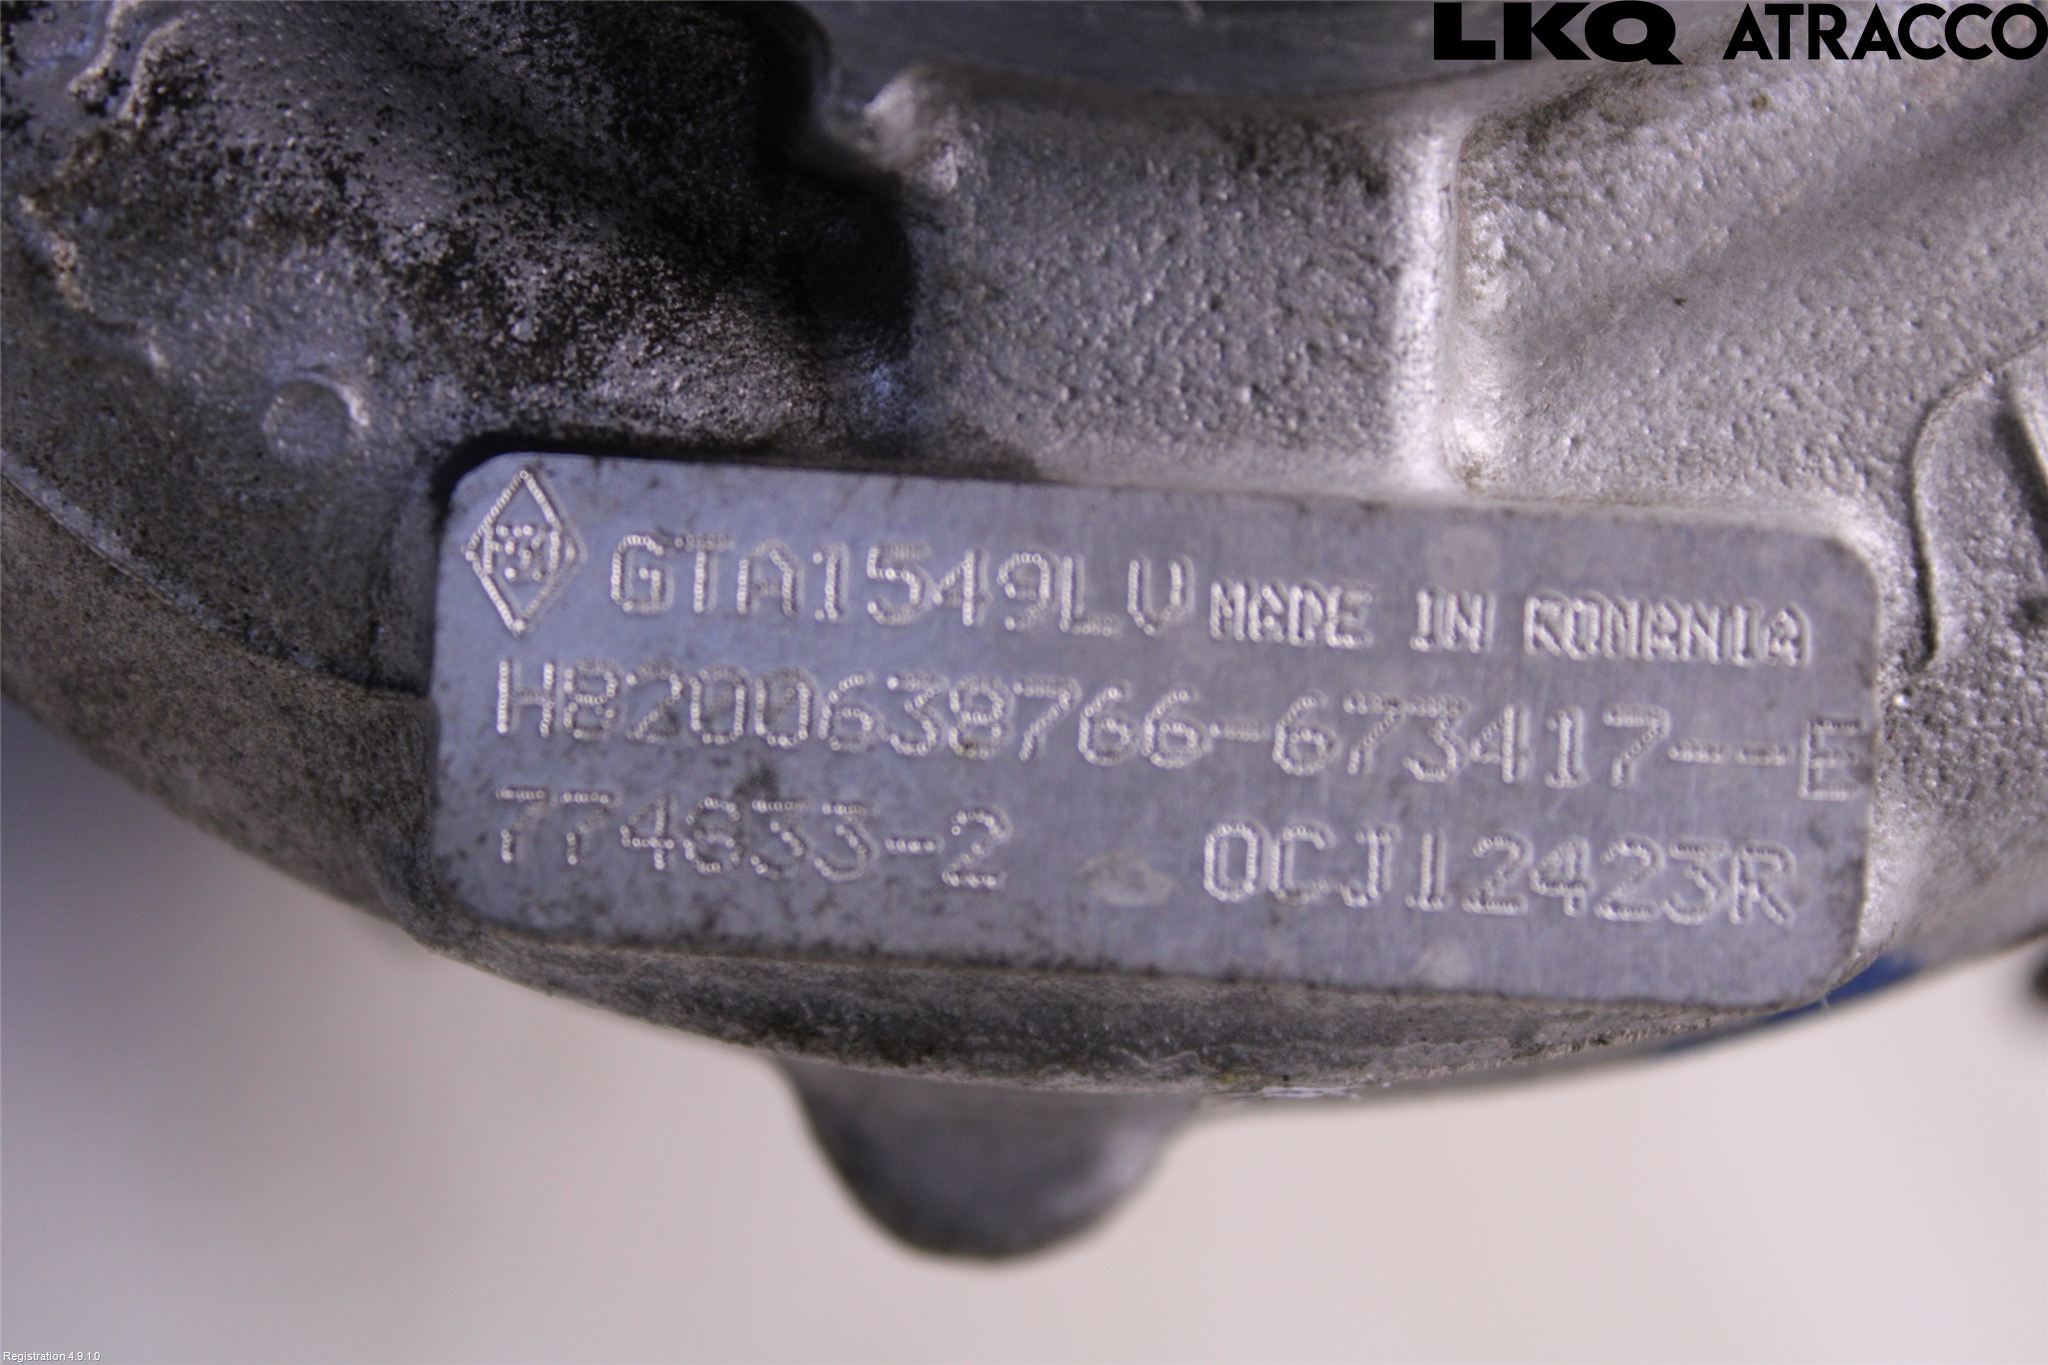 LKQ ATRACCO
GTA1549LV MADE IN ROMANIA
H8200638766-673417--E
774833-2 0CJ12423R
Registration 4.9.1.0